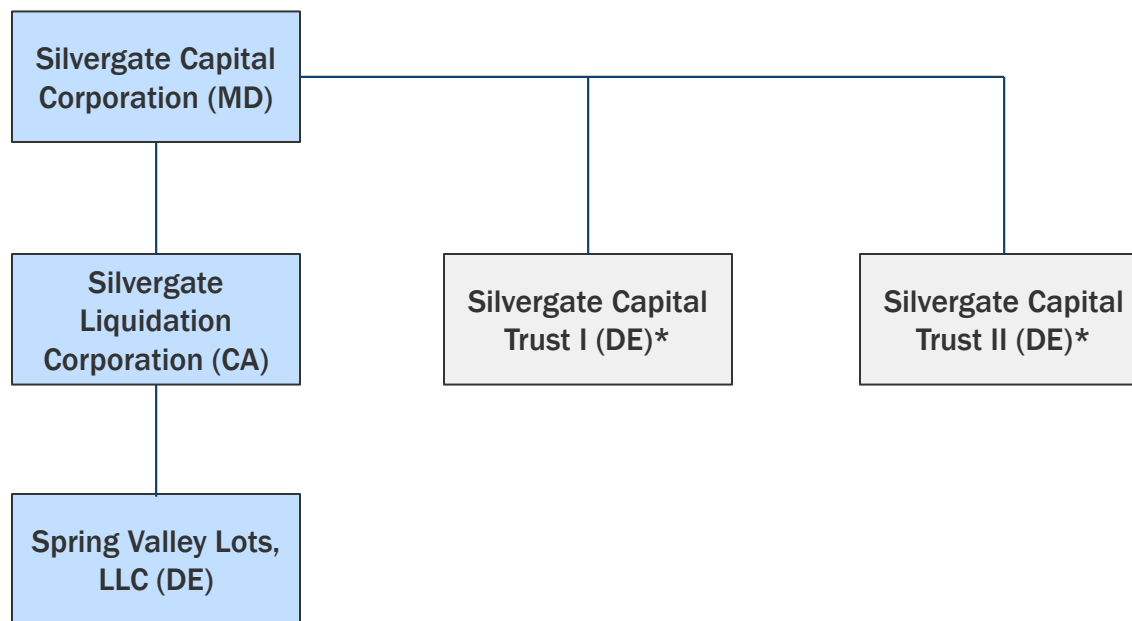 Silvergate Capital
Corporation (MD)
Silvergate
Liquidation
Corporation (CA)
Silvergate Capital
Trust I (DE)*
Silvergate Capital
Trust II (DE)*
Spring Valley Lots,
LLC (DE)